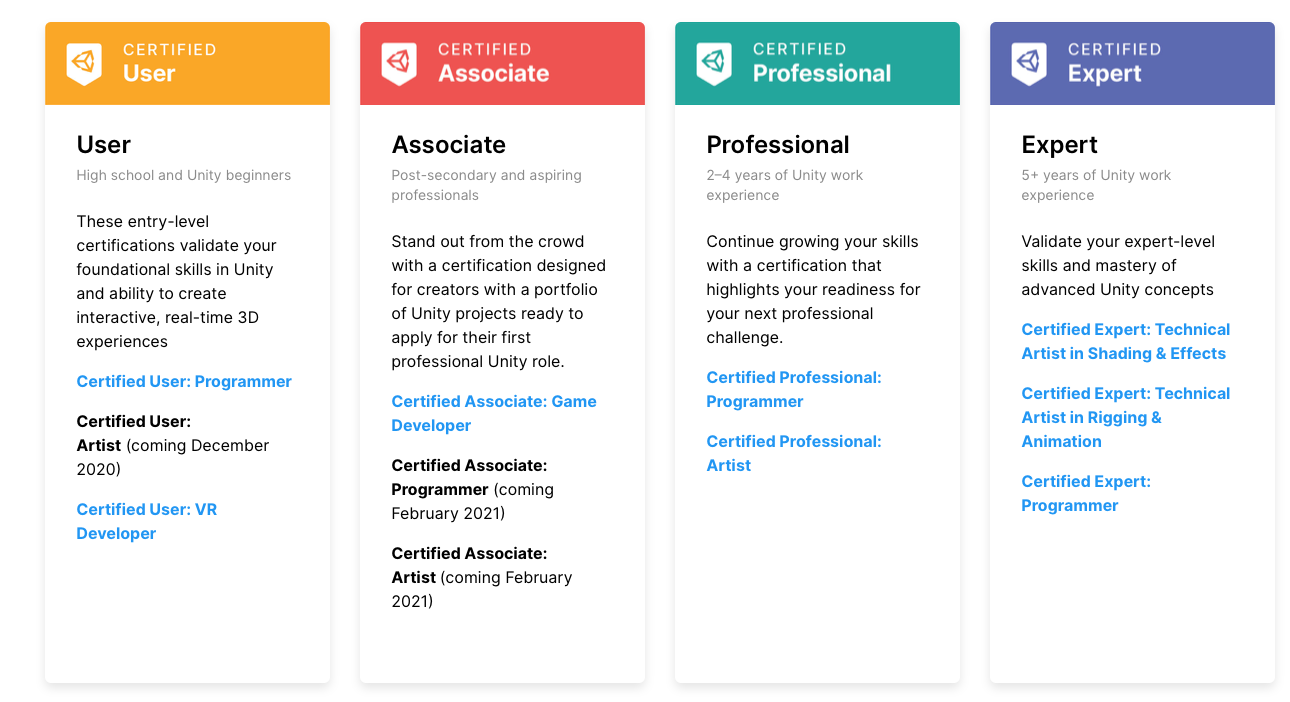 CERTIFIED
User
User
High school and Unity beginners
These entry-level
certifications validate your
foundational skills in Unity
and ability to create
interactive, real-time 3D
experiences
Certified User: Programmer
Certified User:
Artist (coming December
2020)
Certified User: VR
Developer
CERTIFIED
Associate
Associate
Post-secondary and aspiring
professionals
Stand out from the crowd
with a certification designed
for creators with a portfolio
of Unity projects ready to
apply for their first
professional Unity role.
Certified Associate: Game
Developer
Certified Associate:
Programmer (coming
February 2021)
Certified Associate:
Artist (coming February
2021)
CERTIFIED
Professional
Professional
2–4 years of Unity work
experience
Continue growing your skills
with a certification that
highlights your readiness for
your next professional
challenge.
Certified Professional:
Programmer
Certified Professional:
Artist
CERTIFIED
Expert
Expert
5+ years of Unity work
experience
Validate your expert-level
skills and mastery of
advanced Unity concepts
Certified Expert: Technical
Artist in Shading & Effects
Certified Expert: Technical
Artist in Rigging &
Animation
Certified Expert:
Programmer